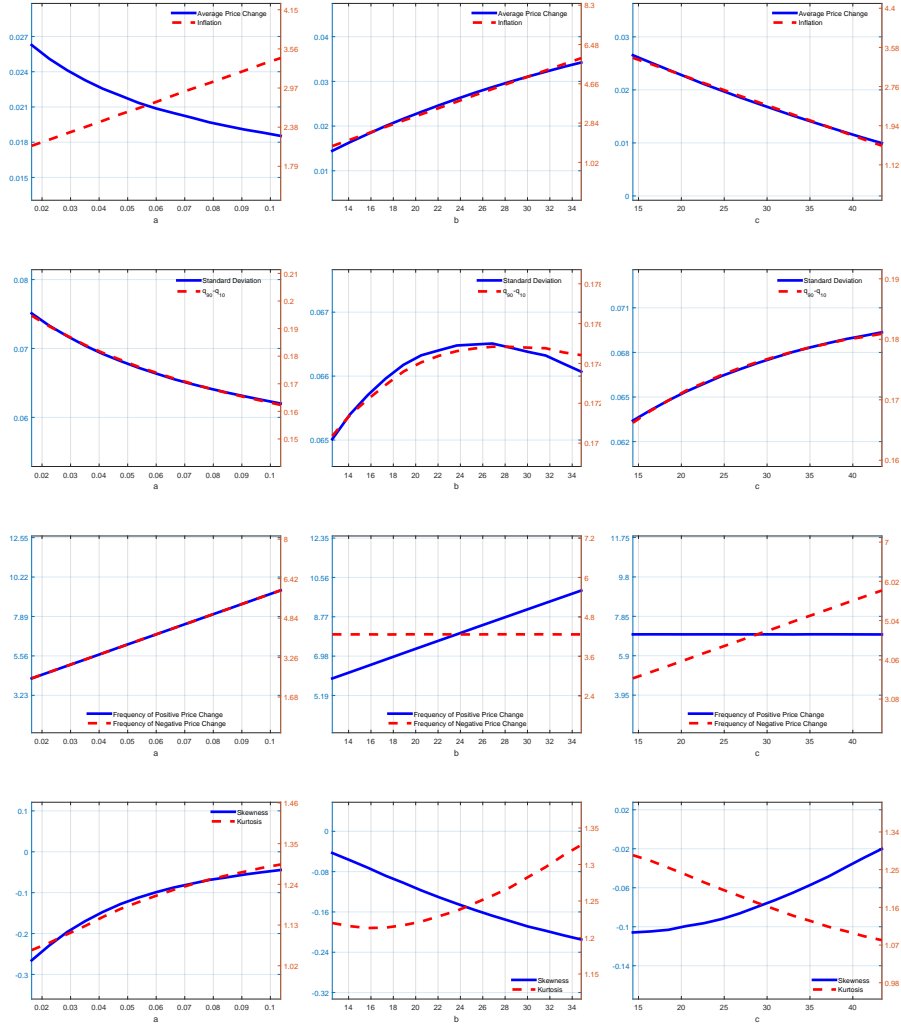 Average Price Change
Inflation
0.027
0.024
0.021
0.018
0.015
4.15
3.56
2.97
2.38
1.79
0.02 0.03 0.04 0.05 0.06 0.07 0.08 0.09 0.1
a
Average Price Change
Inflation
0.04
0.03
0.02
0.01
8.3
6.48
4.66
2.84
1.02
14 16 18 20 22 24 26 28 30 32 34
b
Average Price Change
Inflation
0.03
0.02
0.01
0
4.4
3.58
2.76
1.94
1.12
15 20 25 30 35 40
c
Standard Deviation
q90-q10
0.08
0.07
0.06
0.21
0.2
0.19
0.18
0.17
0.16
0.15
0.02 0.03 0.04 0.05 0.06 0.07 0.08 0.09 0.1
a
Standard Deviation
q90-q10
0.067
0.066
0.065
0.178
0.176
0.174
0.172
0.17
14 16 18 20 22 24 26 28 30 32 34
b
Standard Deviation
q90-q10
0.071
0.068
0.065
0.062
0.19
0.18
0.17
0.16
15 20 25 30 35 40
c
12.55
10.22
7.89
5.56
3.23
8
6.42
4.84
3.26
1.68
Frequency of Positive Price Change
Frequency of Negative Price Change
0.02 0.03 0.04 0.05 0.06 0.07 0.08 0.09 0.1
a
12.35
10.56
8.77
6.98
5.19
7.2
6
4.8
3.6
2.4
Frequency of Positive Price Change
Frequency of Negative Price Change
14 16 18 20 22 24 26 28 30 32 34
b
11.75
9.8
7.85
5.9
3.95
7
6.02
5.04
4.06
3.08
Frequency of Positive Price Change
Frequency of Negative Price Change
15 20 25 30 35 40
c
Skewness
Kurtosis
0.1
0
-0.1
-0.2
-0.3
1.46
1.35
1.24
1.13
1.02
0.02 0.03 0.04 0.05 0.06 0.07 0.08 0.09 0.1
a
0
-0.08
-0.16
-0.24
-0.32
1.35
1.3
1.25
1.2
1.15
Skewness
Kurtosis
14 16 18 20 22 24 26 28 30 32 34
b
0.02
-0.02
-0.06
-0.1
-0.14
1.34
1.25
1.16
1.07
0.98
Skewness
Kurtosis
15 20 25 30 35 40
c